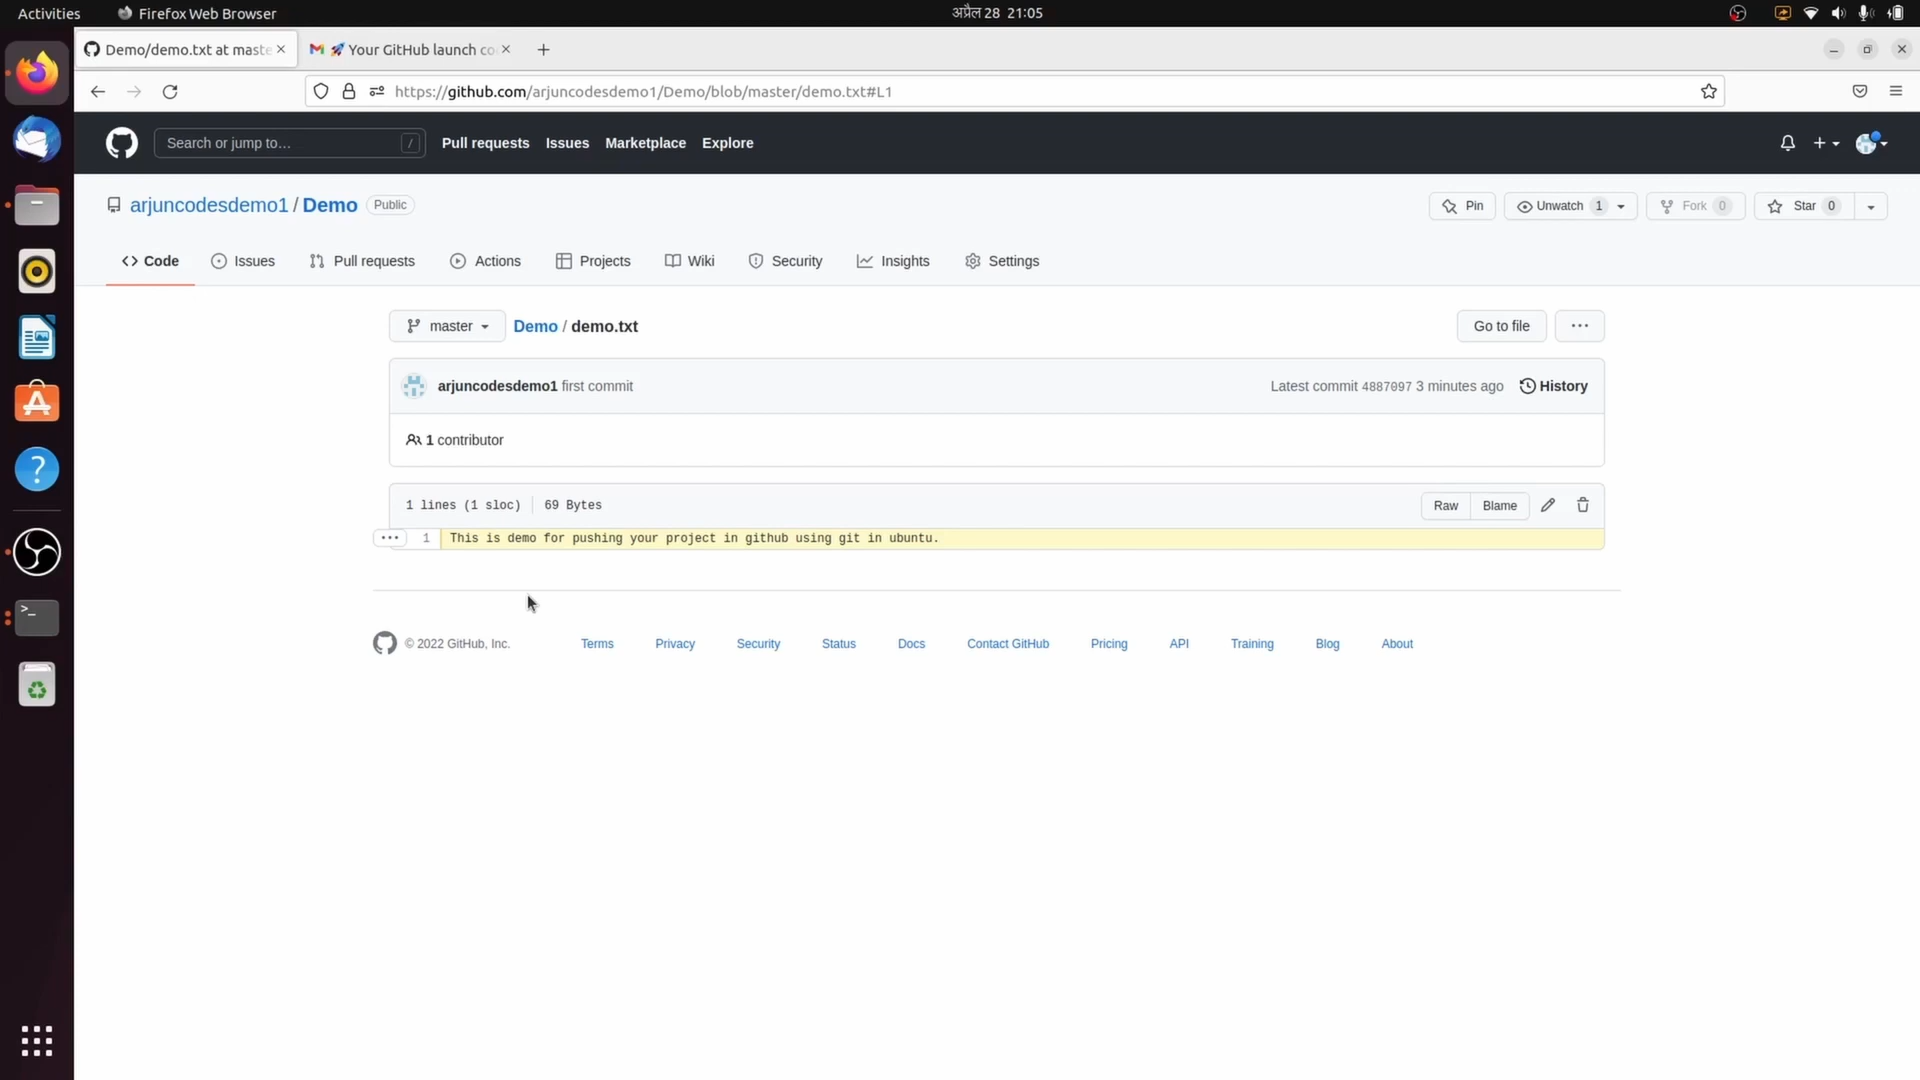 Activities Firefox Web Browser अप्रैल 28 21:05
Demo/demo.txt at maste 🚀 Your GitHub launch co
https://github.com/arjuncodesdemo1/Demo/blob/master/demo.txt#L1
Search or jump to… / Pull requests Issues Marketplace Explore
arjuncodesdemo1 / Demo Public Pin Unwatch 1 Fork 0 Star 0
<> Code Issues Pull requests Actions Projects Wiki Security Insights Settings
master Demo / demo.txt Go to file ...
arjuncodesdemo1 first commit Latest commit 4887097 3 minutes ago History
1 contributor
1 lines (1 sloc) 69 Bytes Raw Blame
... 1 This is demo for pushing your project in github using git in ubuntu.
© 2022 GitHub, Inc. Terms Privacy Security Status Docs Contact GitHub Pricing API Training Blog About